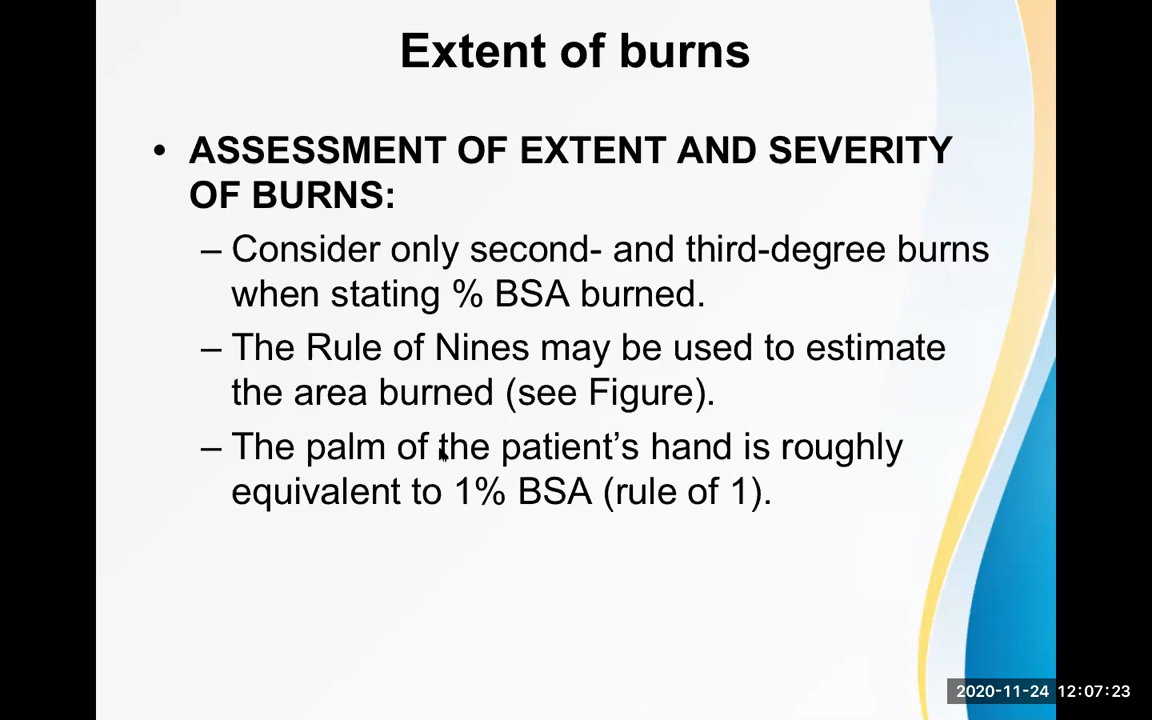 Extent of burns
• ASSESSMENT OF EXTENT AND SEVERITY
OF BURNS:
– Consider only second- and third-degree burns
when stating % BSA burned.
– The Rule of Nines may be used to estimate
the area burned (see Figure).
– The palm of the patient’s hand is roughly
equivalent to 1% BSA (rule of 1).
2020-11-24 12:07:23